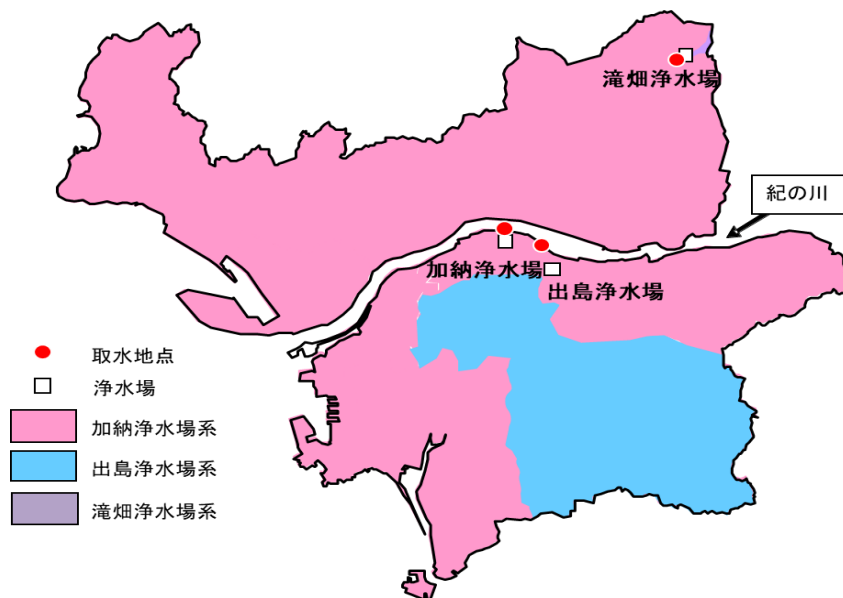 滝畑浄水場
紀の川
加納浄水場
出島浄水場
取水地点
浄水場
加納浄水場系
出島浄水場系
滝畑浄水場系